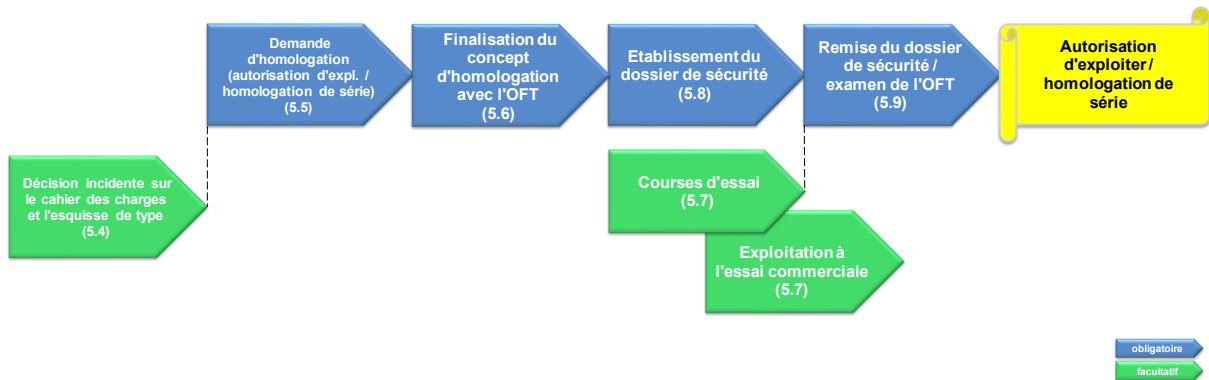 Demande
d'homologation
(autorisation d'expl. /
homologation de série)
(5.5)
Finalisation du
concept
d'homologation
avec l'OFT
(5.6)
Etablissement du
dossier de sécurité
(5.8)
Remise du dossier
de sécurité /
examen de l'OFT
(5.9)
Autorisation
d'exploiter /
homologation de
série
Décision incidente sur
le cahier des charges
et l'esquisse de type
(5.4)
Courses d'essai
(5.7)
Exploitation à
l'essai commerciale
(5.7)
obligatoire
facultatif